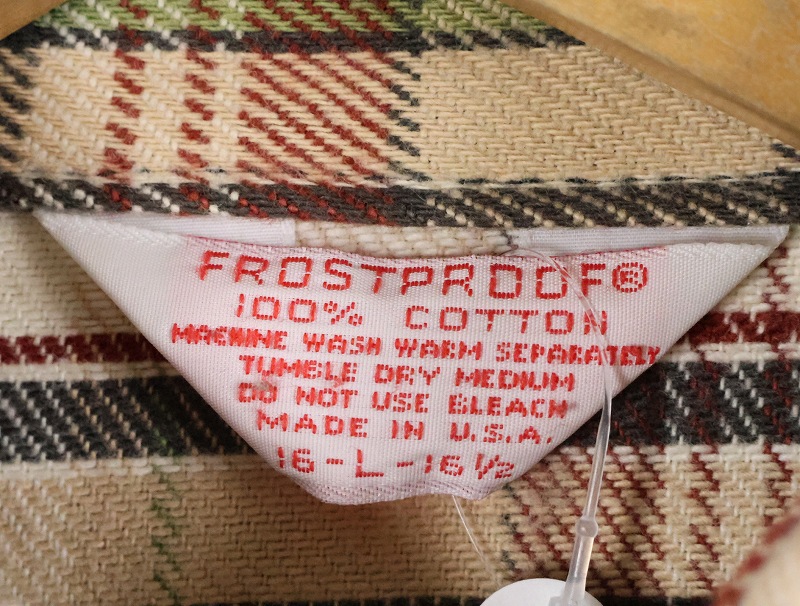 FROSTPROOF®
100% COTTON
MACHINE WASH WARM SEPARATELY
TUMBLE DRY MEDIUM
DO NOT USE BLEACH
MADE IN U.S.A.
16-L-16½